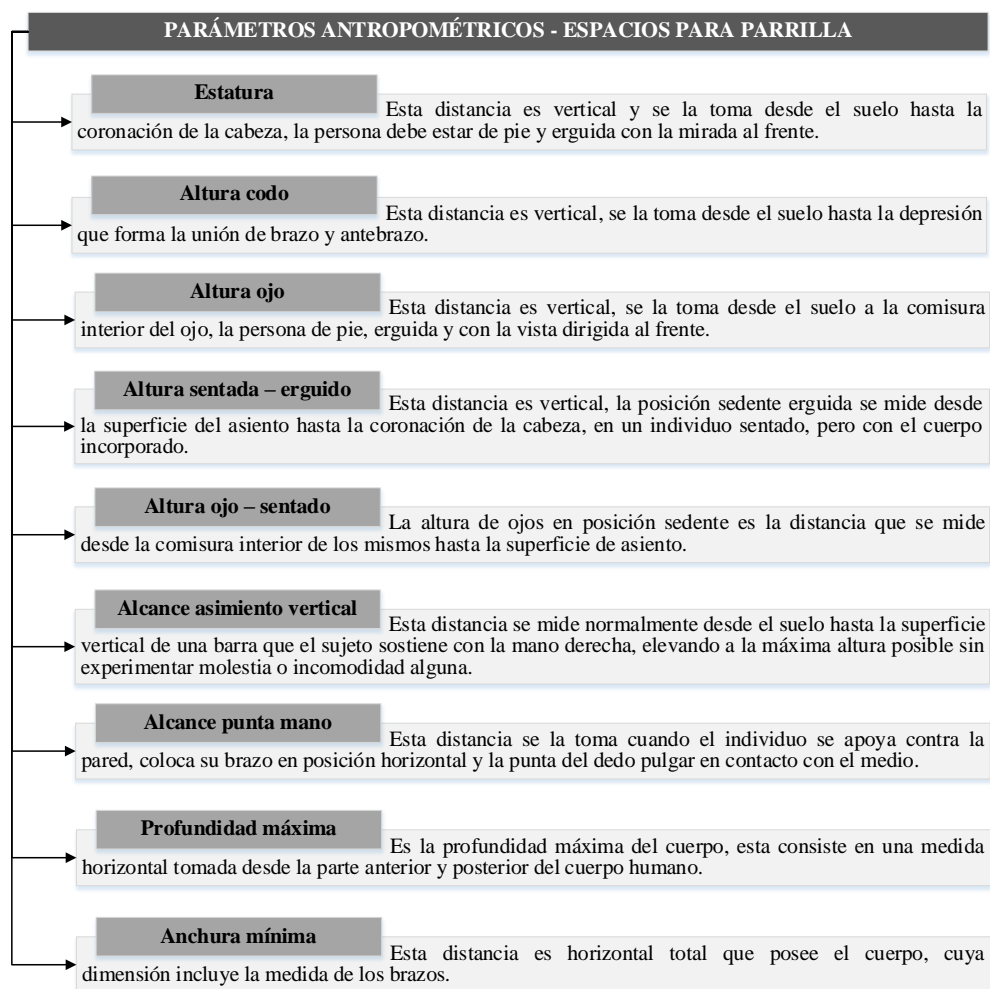 PARÁMETROS ANTROPOMÉTRICOS - ESPACIOS PARA PARRILLA
Estatura
Esta distancia es vertical y se la toma desde el suelo hasta la
coronación de la cabeza, la persona debe estar de pie y erguida con la mirada al frente.
Altura codo
Esta distancia es vertical, se la toma desde el suelo hasta la depresión
que forma la unión de brazo y antebrazo.
Altura ojo
Esta distancia es vertical, se la toma desde el suelo a la comisura
interior del ojo, la persona de pie, erguida y con la vista dirigida al frente.
Altura sentada – erguido
Esta distancia es vertical, la posición sedente erguida se mide desde
la superficie del asiento hasta la coronación de la cabeza, en un individuo sentado, pero con el cuerpo
incorporado.
Altura ojo – sentado
La altura de ojos en posición sedente es la distancia que se mide
desde la comisura interior de los mismos hasta la superficie de asiento.
Alcance asimiento vertical
Esta distancia se mide normalmente desde el suelo hasta la superficie
vertical de una barra que el sujeto sostiene con la mano derecha, elevando a la máxima altura posible sin
experimentar molestia o incomodidad alguna.
Alcance punta mano
Esta distancia se la toma cuando el individuo se apoya contra la
pared, coloca su brazo en posición horizontal y la punta del dedo pulgar en contacto con el medio.
Profundidad máxima
Es la profundidad máxima del cuerpo, esta consiste en una medida
horizontal tomada desde la parte anterior y posterior del cuerpo humano.
Anchura mínima
Esta distancia es horizontal total que posee el cuerpo, cuya
dimensión incluye la medida de los brazos.